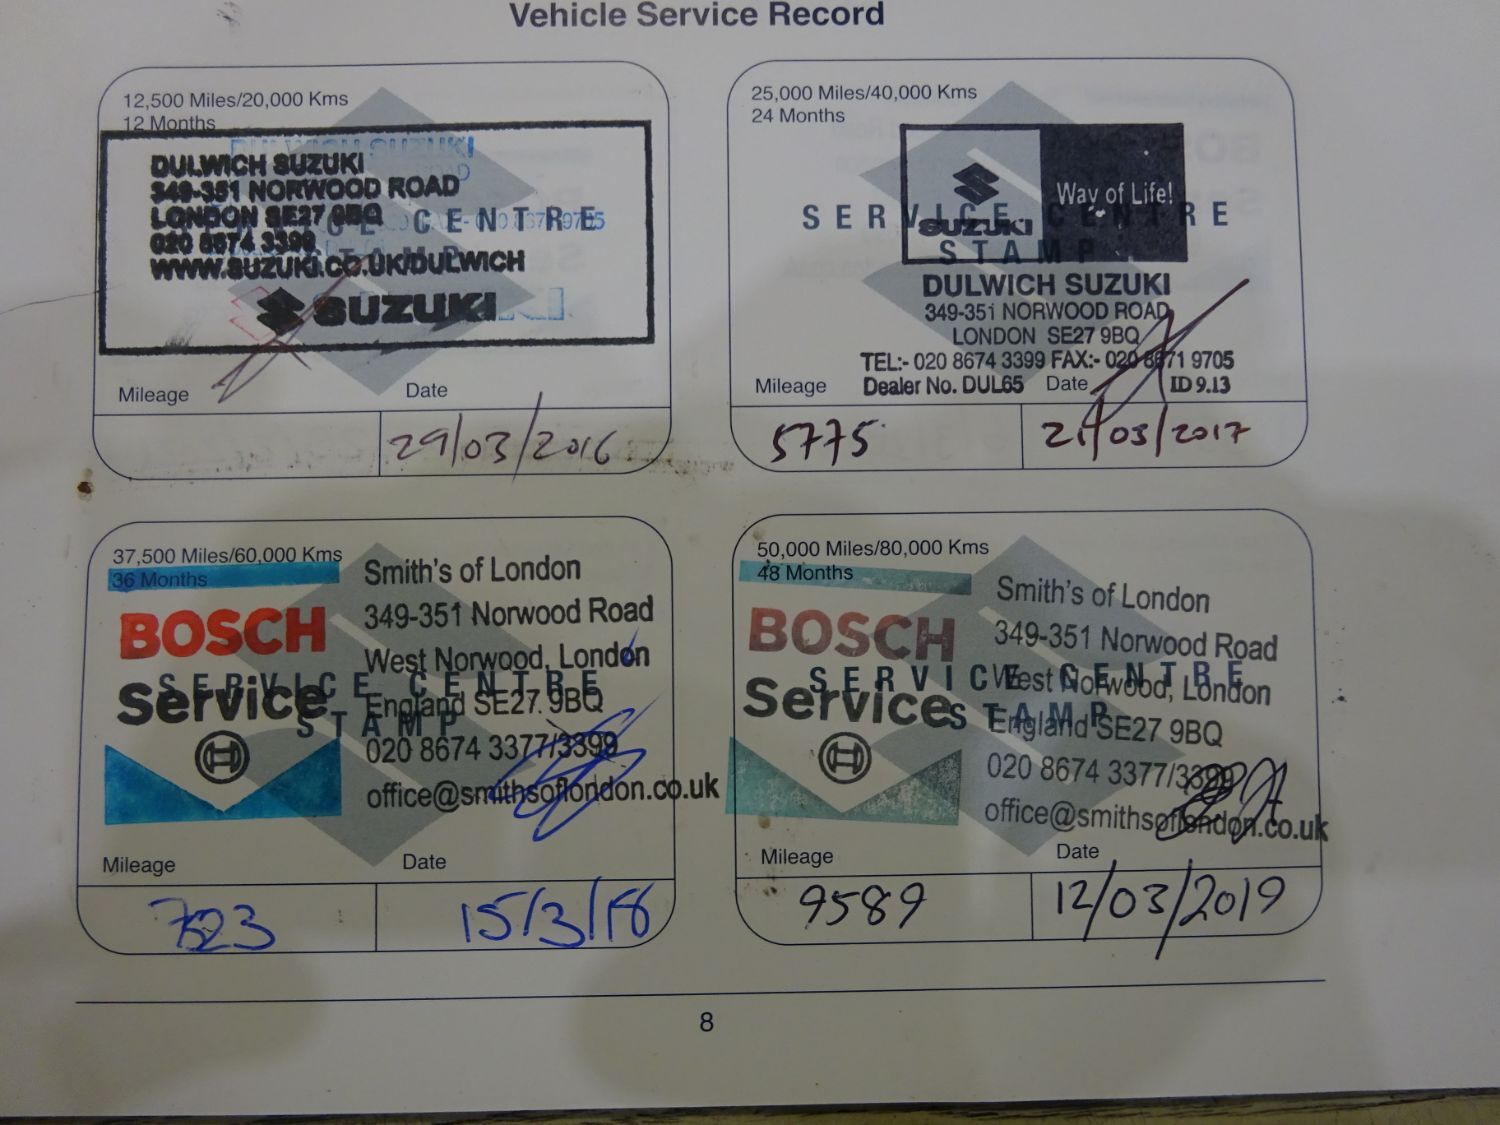 Vehicle Service Record
12,500 Miles/20,000 Kms
12 Months
DULWICH SUZUKI
349-351 NORWOOD ROAD
LONDON SE27 9BQ
020 8674 3399
WWW.SUZUKI.CO.UK/DULWICH
SUZUKI
CENTRE
Mileage Date
29/03/2016
25,000 Miles/40,000 Kms
24 Months
Way of Life!
SERVICE CENTRE
SUZUKI
STAMP
DULWICH SUZUKI
349-351 NORWOOD ROAD
LONDON SE27 9BQ
TEL:- 020 8674 3399 FAX:- 020 8671 9705
Mileage Dealer No. DUL65 Date ID 9.13
5775 21/03/2017
37,500 Miles/60,000 Kms
36 Months
BOSCH
Service
Smith's of London
349-351 Norwood Road
West Norwood, London
England SE27 9BQ
020 8674 3377/3399
office@smithsoflondon.co.uk
SERVICE CENTRE
STAMP
Mileage Date
15/3/18
50,000 Miles/80,000 Kms
48 Months
BOSCH
Service
Smith's of London
349-351 Norwood Road
West Norwood, London
England SE27 9BQ
020 8674 3377/3399
office@smithsoflondon.co.uk
SERVICE CENTRE
STAMP
Mileage Date
9589 12/03/2019
8